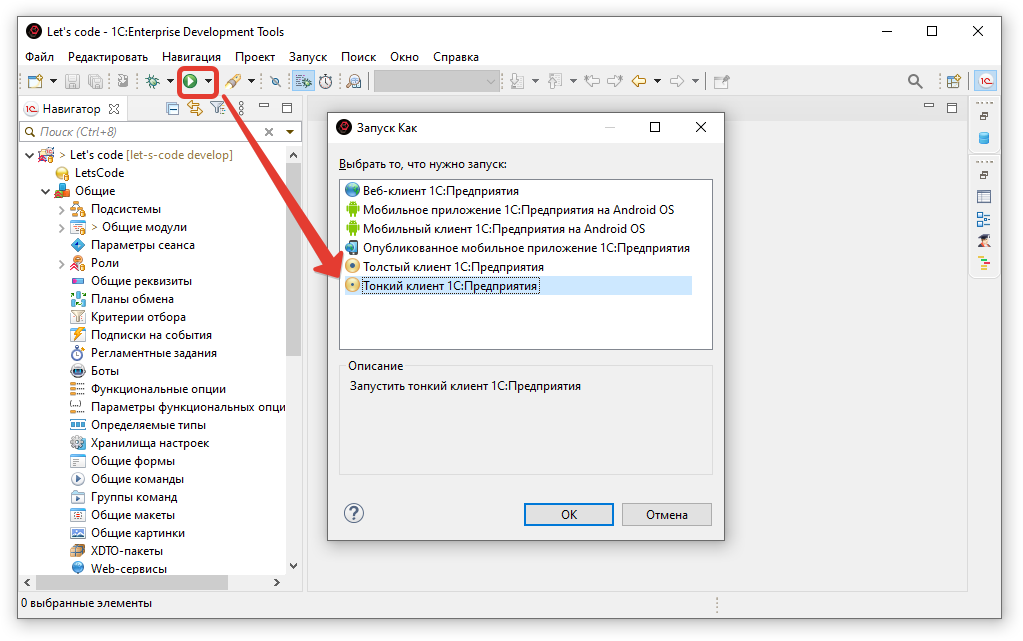 Let's code - 1C:Enterprise Development Tools
Файл Редактировать Навигация Проект Запуск Поиск Окно Справка
Навигатор
Поиск (Ctrl+8)
> Let's code [let-s-code develop]
LetsCode
Общие
Подсистемы
> Общие модули
Параметры сеанса
Роли
Общие реквизиты
Планы обмена
Критерии отбора
Подписки на события
Регламентные задания
Боты
Функциональные опции
Параметры функциональных опци
Определяемые типы
Хранилища настроек
Общие формы
Общие команды
Группы команд
Общие макеты
Общие картинки
XDTO-пакеты
Web-сервисы
0 выбранные элементы
Запуск Как
Выбрать то, что нужно запуск:
Веб-клиент 1С:Предприятия
Мобильное приложение 1С:Предприятия на Android OS
Мобильный клиент 1С:Предприятия на Android OS
Опубликованное мобильное приложение 1С:Предприятия
Толстый клиент 1С:Предприятия
Тонкий клиент 1С:Предприятия
Описание
Запустить тонкий клиент 1С:Предприятия
OK Отмена